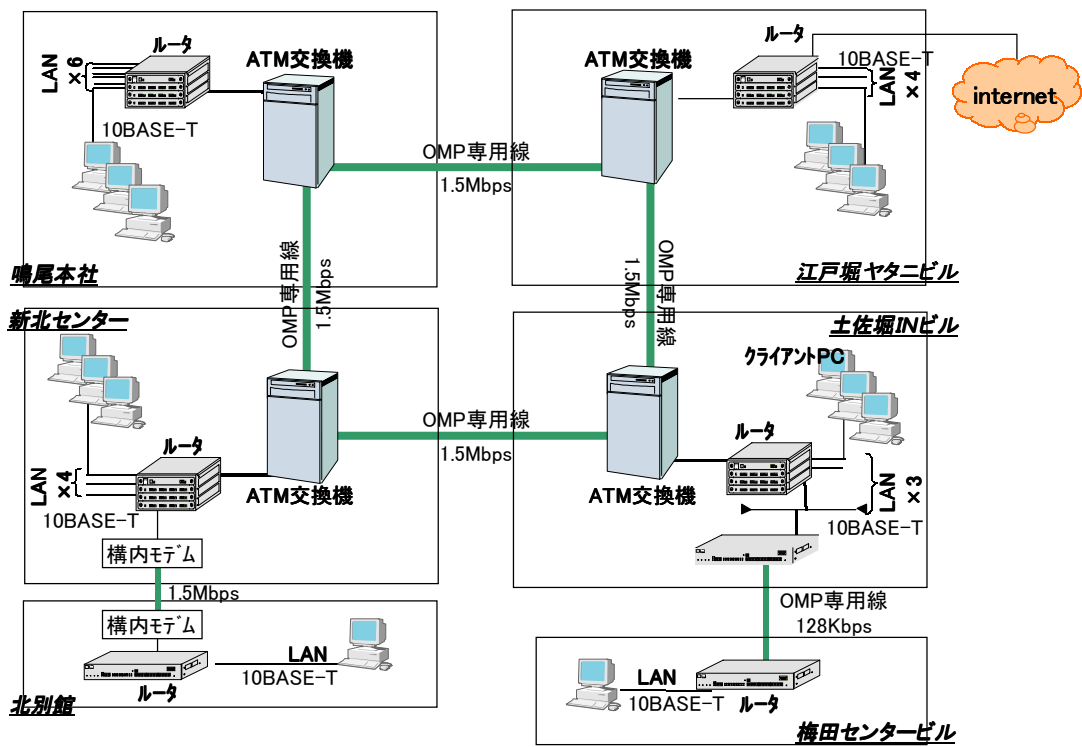 ルータ
LAN
×6
ATM交換機
10BASE-T
鳴尾本社
ATM交換機
ルータ
10BASE-T
LAN
×4
internet
江戸堀ヤタニビル
OMP専用線
1.5Mbps
OMP専用線
1.5Mbps
OMP専用線
1.5Mbps
新北センター
ルータ
LAN
×4
10BASE-T
ATM交換機
構内ﾓﾃﾞﾑ
OMP専用線
1.5Mbps
土佐堀INビル
クライアントPC
ルータ
ATM交換機
LAN
×3
10BASE-T
1.5Mbps
構内ﾓﾃﾞﾑ
LAN
10BASE-T
ルータ
北別館
OMP専用線
128Kbps
LAN
10BASE-T
ルータ
梅田センタービル